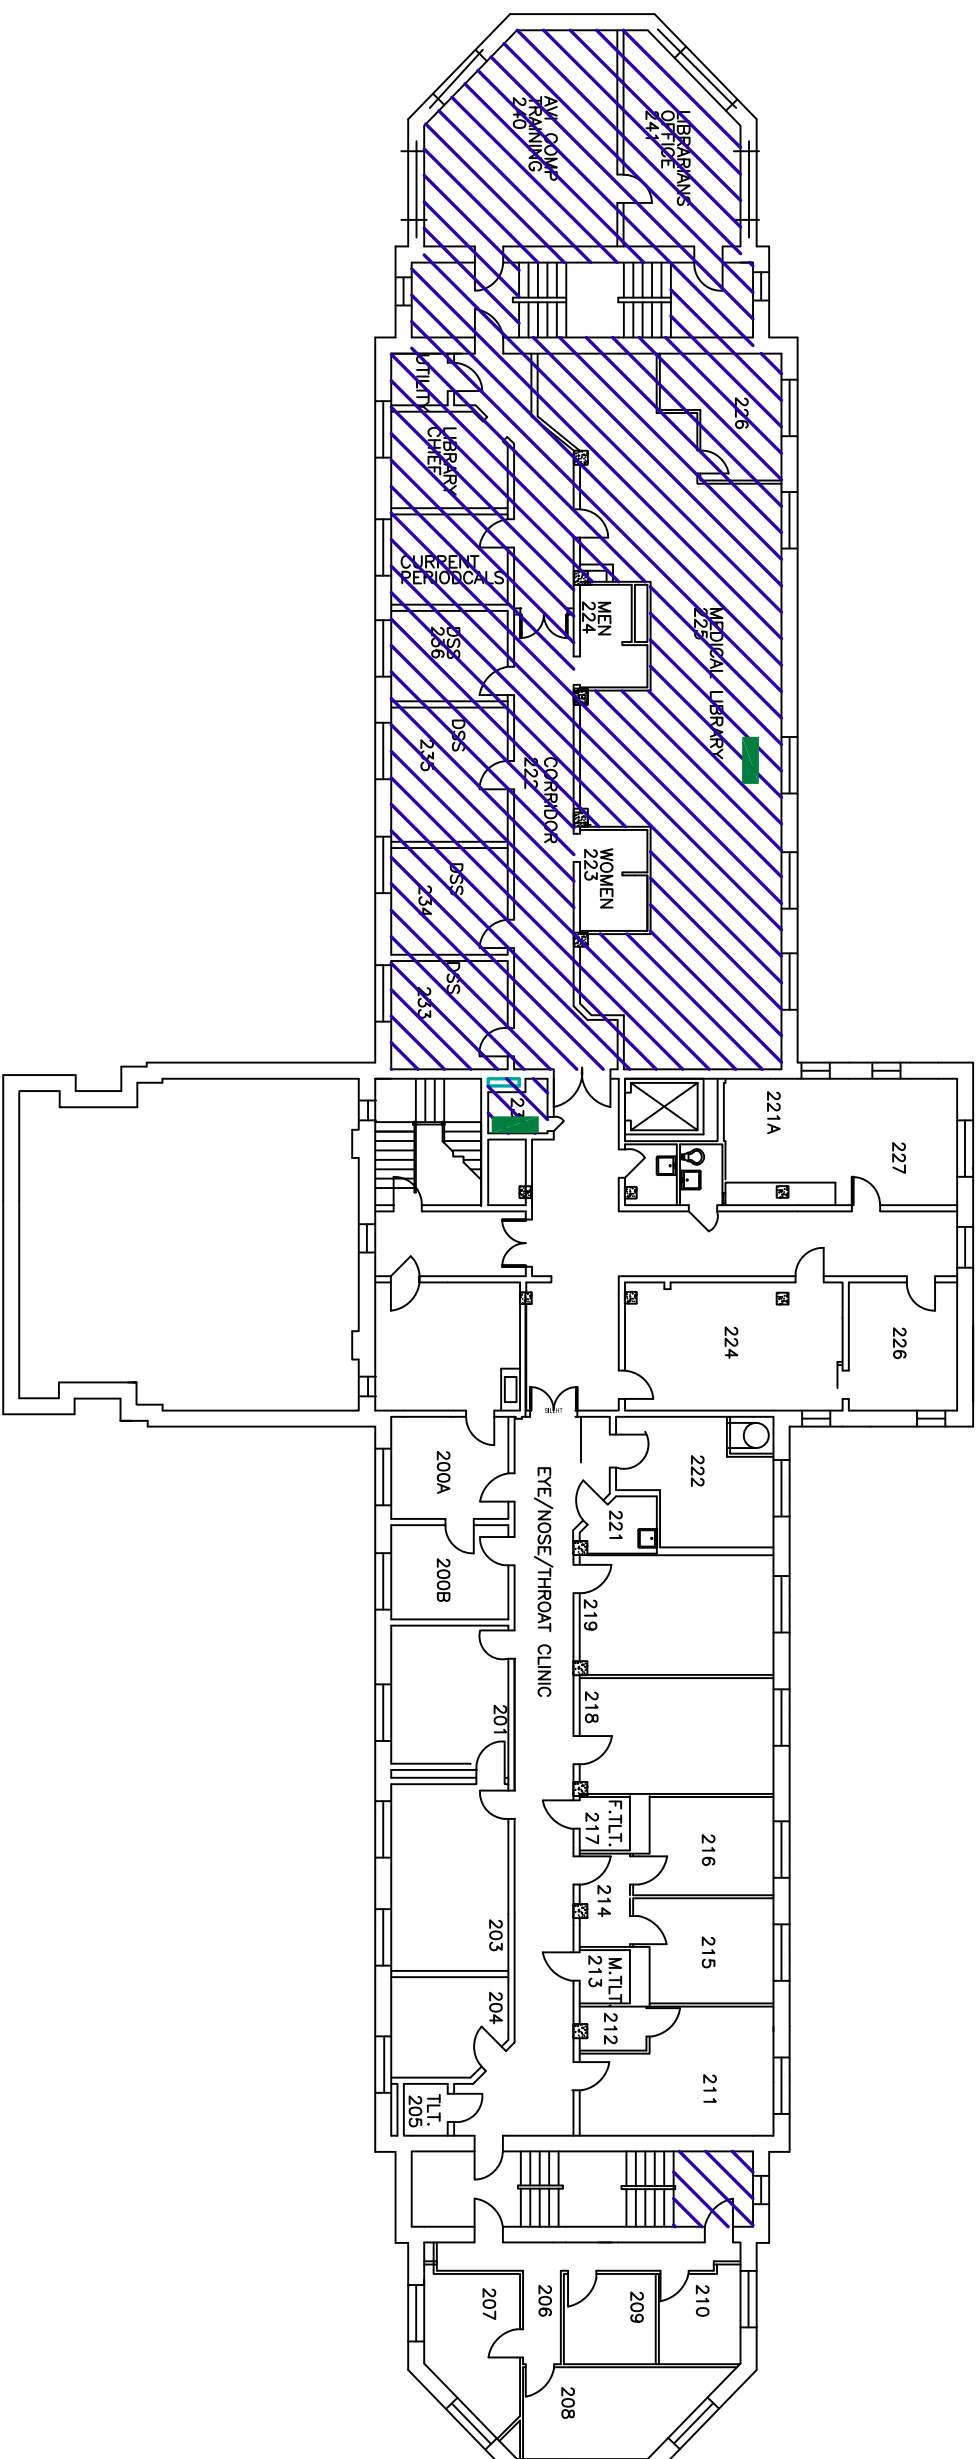 AV/ COMP
TRAINING
240
LIBRARIANS
OFFICE
241
UTILITY
226
LIBRARY
CHIEF
CURRENT
PERIODCALS
MEN
224
MEDICAL LIBRARY
225
DSS
236
DSS
235
CORRIDOR
222
WOMEN
223
DSS
234
DSS
233
221A
227
224
226
200A
222
EYE/NOSE/THROAT CLINIC
221
200B
219
201
218
F.TLT.
217
216
214
203
215
M.TLT.
213
204
212
211
TLT.
205
207
206
209
210
208